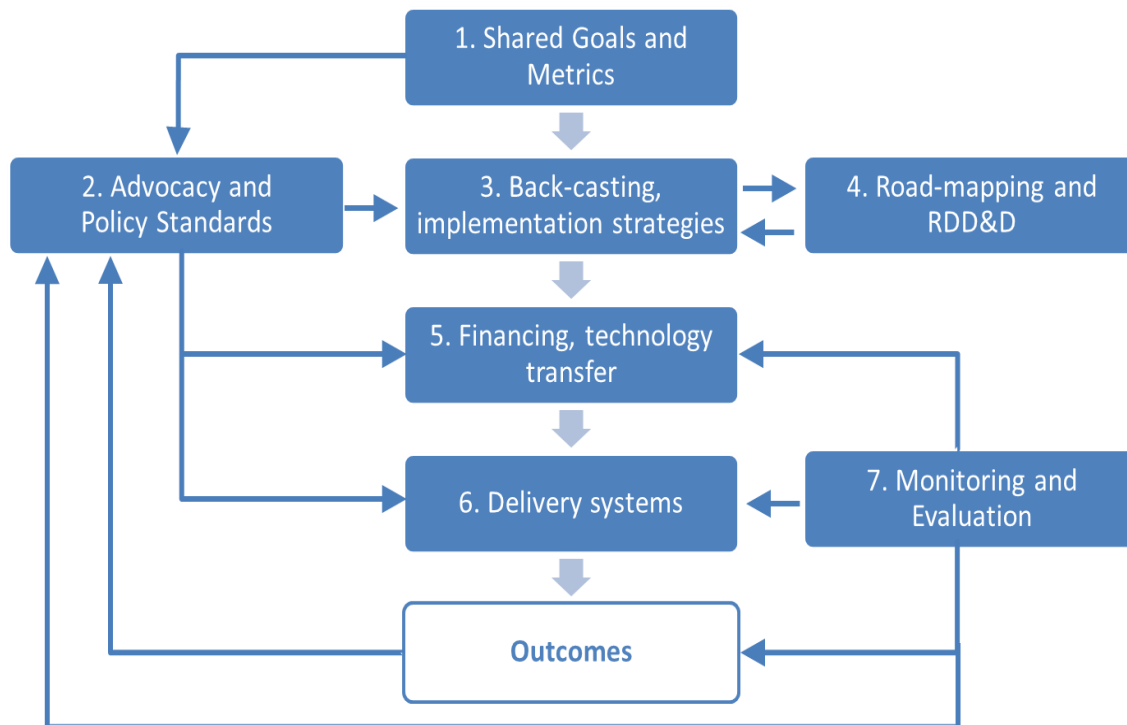 1. Shared Goals and
Metrics
2. Advocacy and
Policy Standards
3. Back-casting,
implementation strategies
4. Road-mapping and
RDD&D
5. Financing, technology
transfer
6. Delivery systems
7. Monitoring and
Evaluation
Outcomes